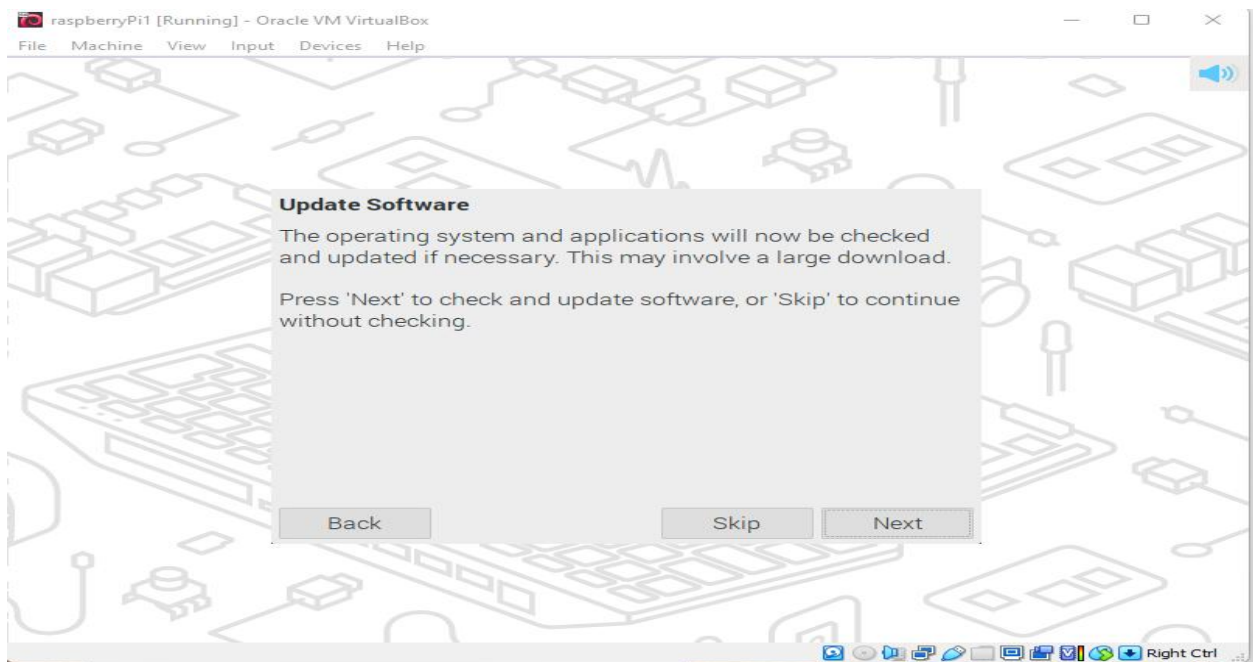 raspberryPi1 [Running] - Oracle VM VirtualBox
File Machine View Input Devices Help
Update Software
The operating system and applications will now be checked
and updated if necessary. This may involve a large download.
Press 'Next' to check and update software, or 'Skip' to continue
without checking.
Back Skip Next
Right Ctrl